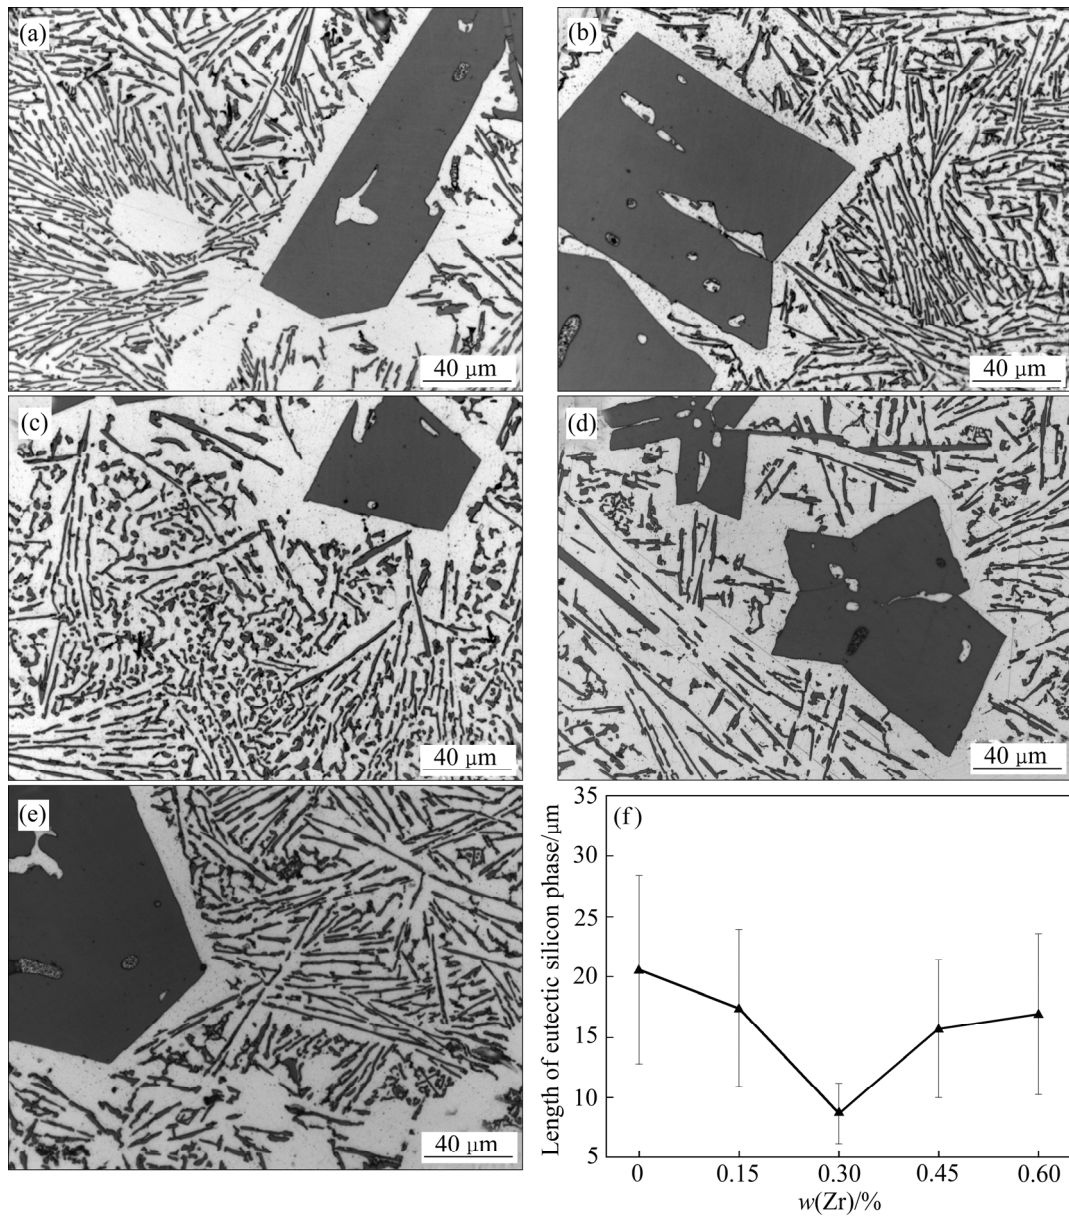 (a)
40 μm
(b)
40 μm
(c)
40 μm
(d)
40 μm
(e)
40 μm
(f)
Length of eutectic silicon phase/μm
35
30
25
20
15
10
5
0 0.15 0.30 0.45 0.60
w(Zr)/%